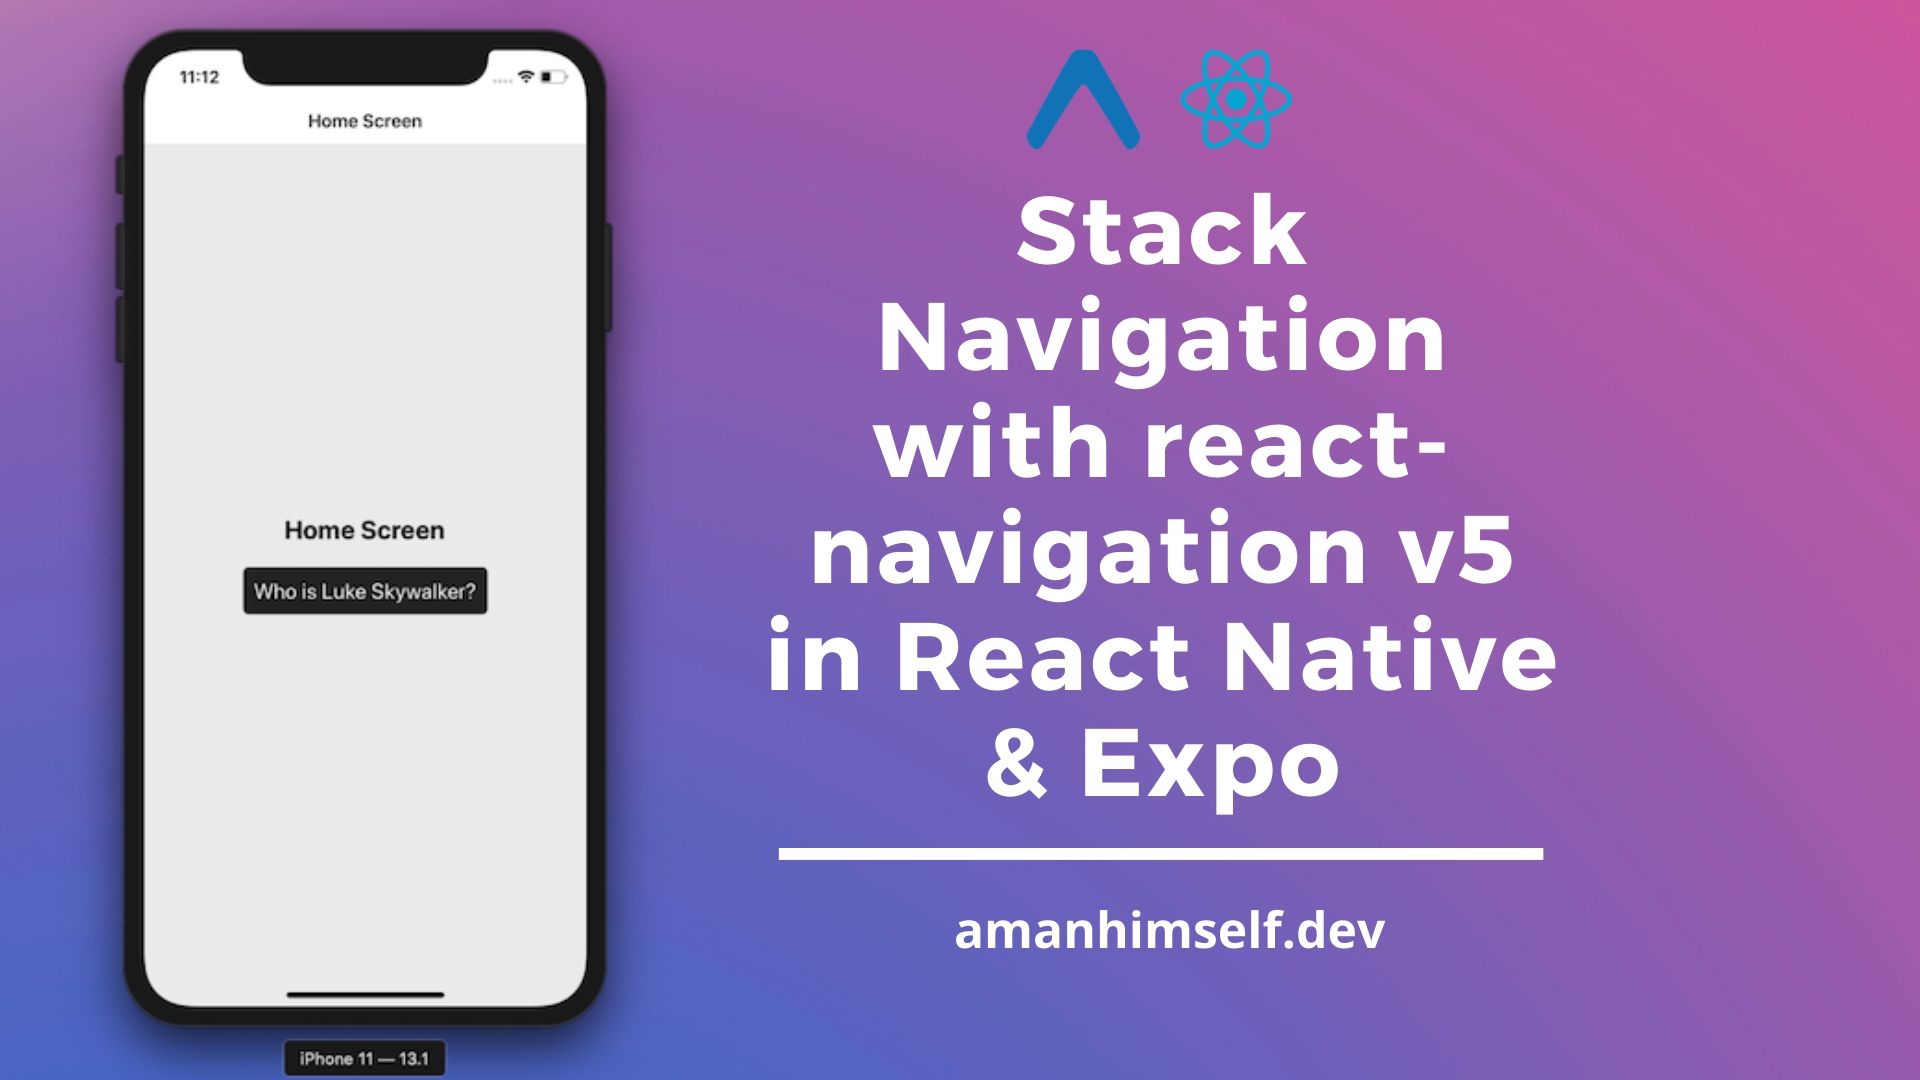 11:12
Home Screen
Home Screen
Who is Luke Skywalker?
iPhone 11 — 13.1
Stack
Navigation
with react-
navigation v5
in React Native
& Expo
amanhimself.dev